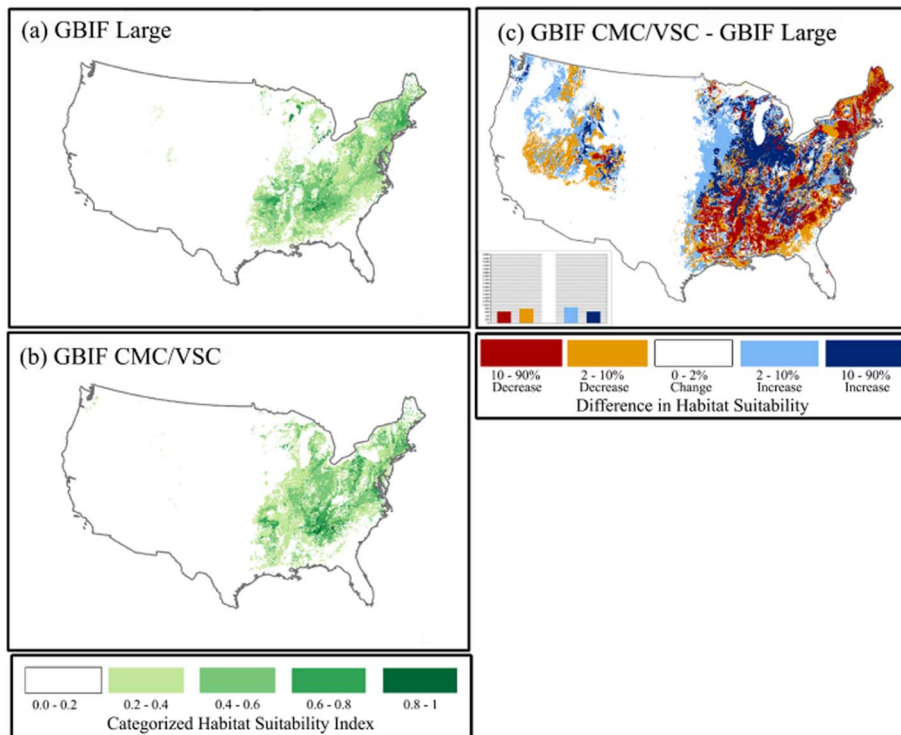 (a) GBIF Large
(b) GBIF CMC/VSC
0.0 - 0.2
0.2 - 0.4
0.4 - 0.6
0.6 - 0.8
0.8 - 1
Categorized Habitat Suitability Index
(c) GBIF CMC/VSC - GBIF Large
10 - 90%
Decrease
2 - 10%
Decrease
0 - 2%
Change
2 - 10%
Increase
10 - 90%
Increase
Difference in Habitat Suitability